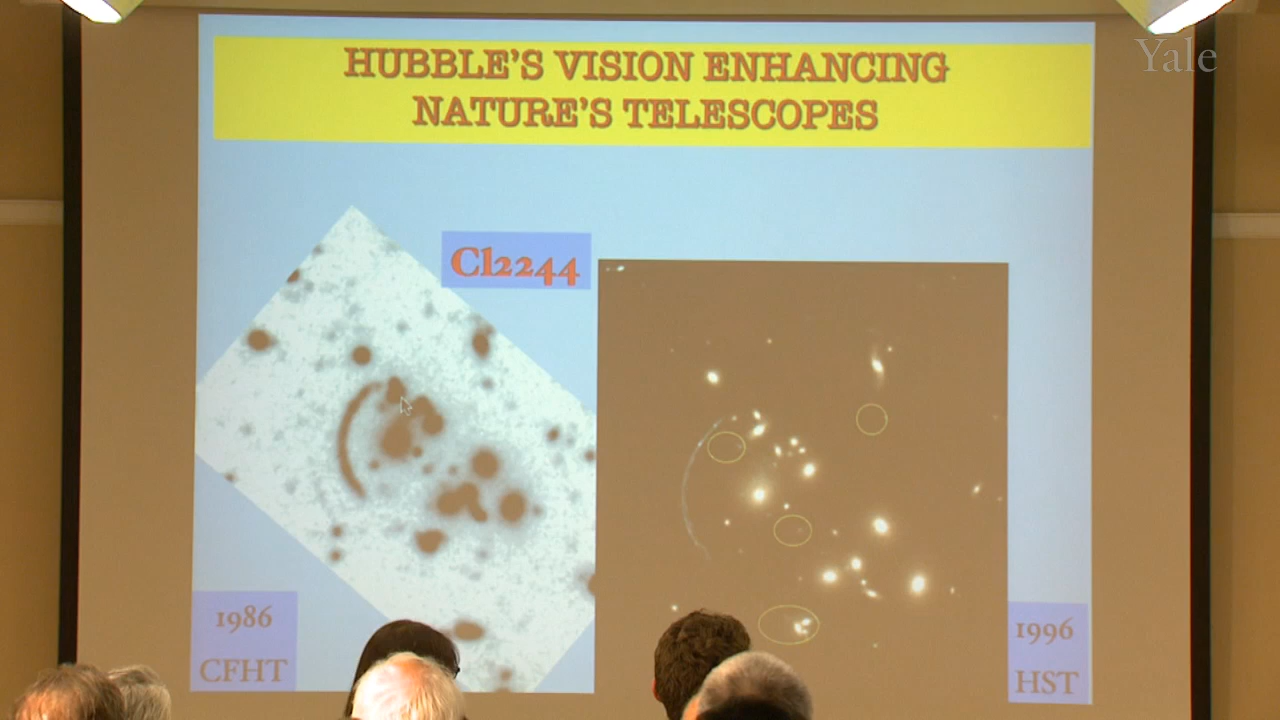 Yale
HUBBLE'S VISION ENHANCING
NATURE'S TELESCOPES
Cl2244
1986
CFHT
1996
HST